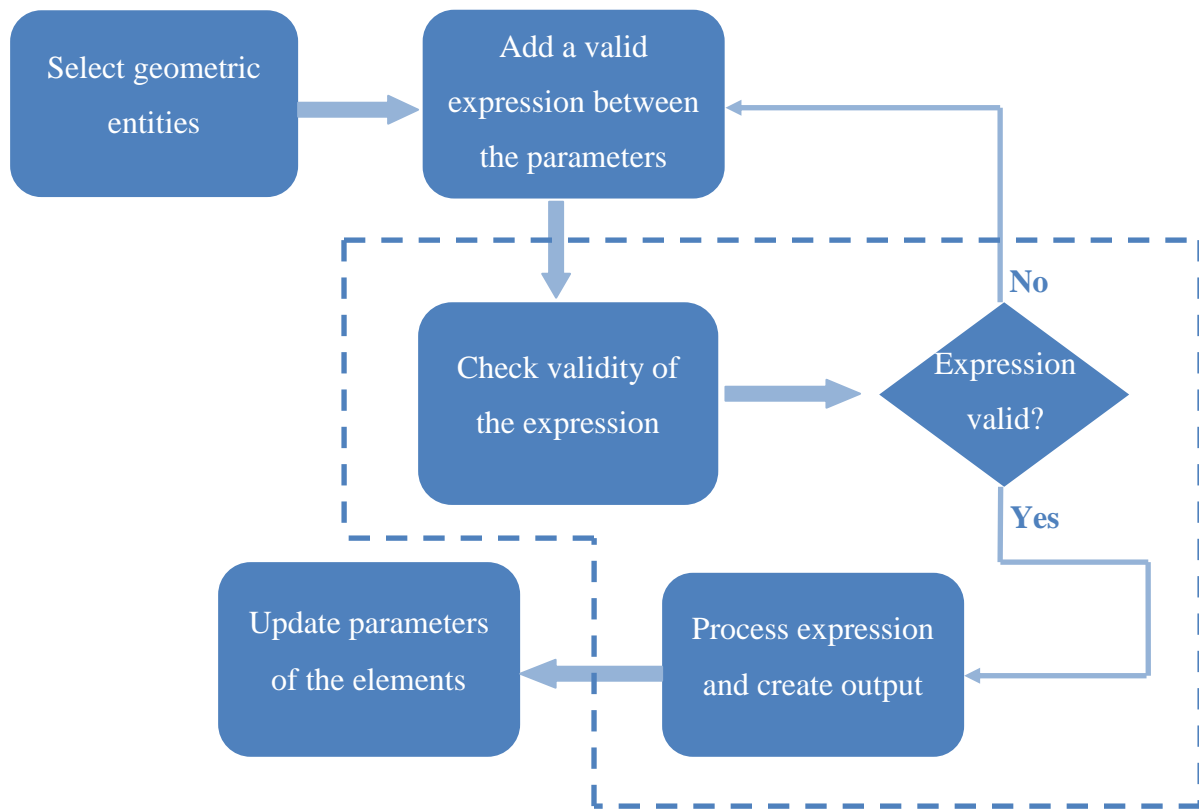 Select geometric
entities
Add a valid
expression between
the parameters
Check validity of
the expression
Expression
valid?
No
Yes
Process expression
and create output
Update parameters
of the elements